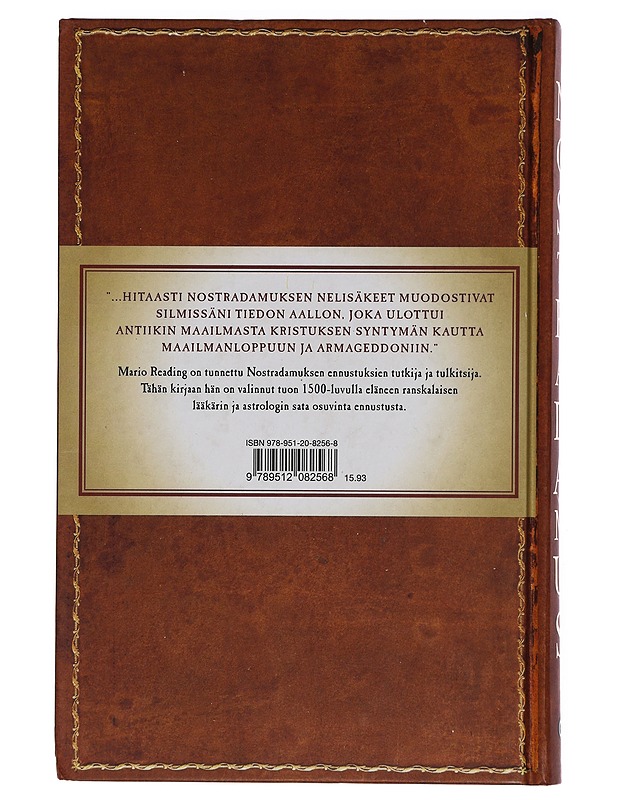 "...HITAASTI NOSTRADAMUKSEN NELISÄKEET MUODOSTIVAT
SILMISSÄNI TIEDON AALLON, JOKA ULOTTUI
ANTIIKIN MAAILMASTA KRISTUKSEN SYNTYMÄN KAUTTA
MAAILMANLOPPUUN JA ARMAGEDDONIIN."
Mario Reading on tunnettu Nostradamuksen ennustuksien tutkija ja tulkitsija.
Tähän kirjaan hän on valinnut tuon 1500-luvulla eläneen ranskalaisen
lääkärin ja astrologin sata osuvinta ennustusta.
ISBN 978-951-20-8256-8
9 789512 082568 15.93
NOSTRADAMUS